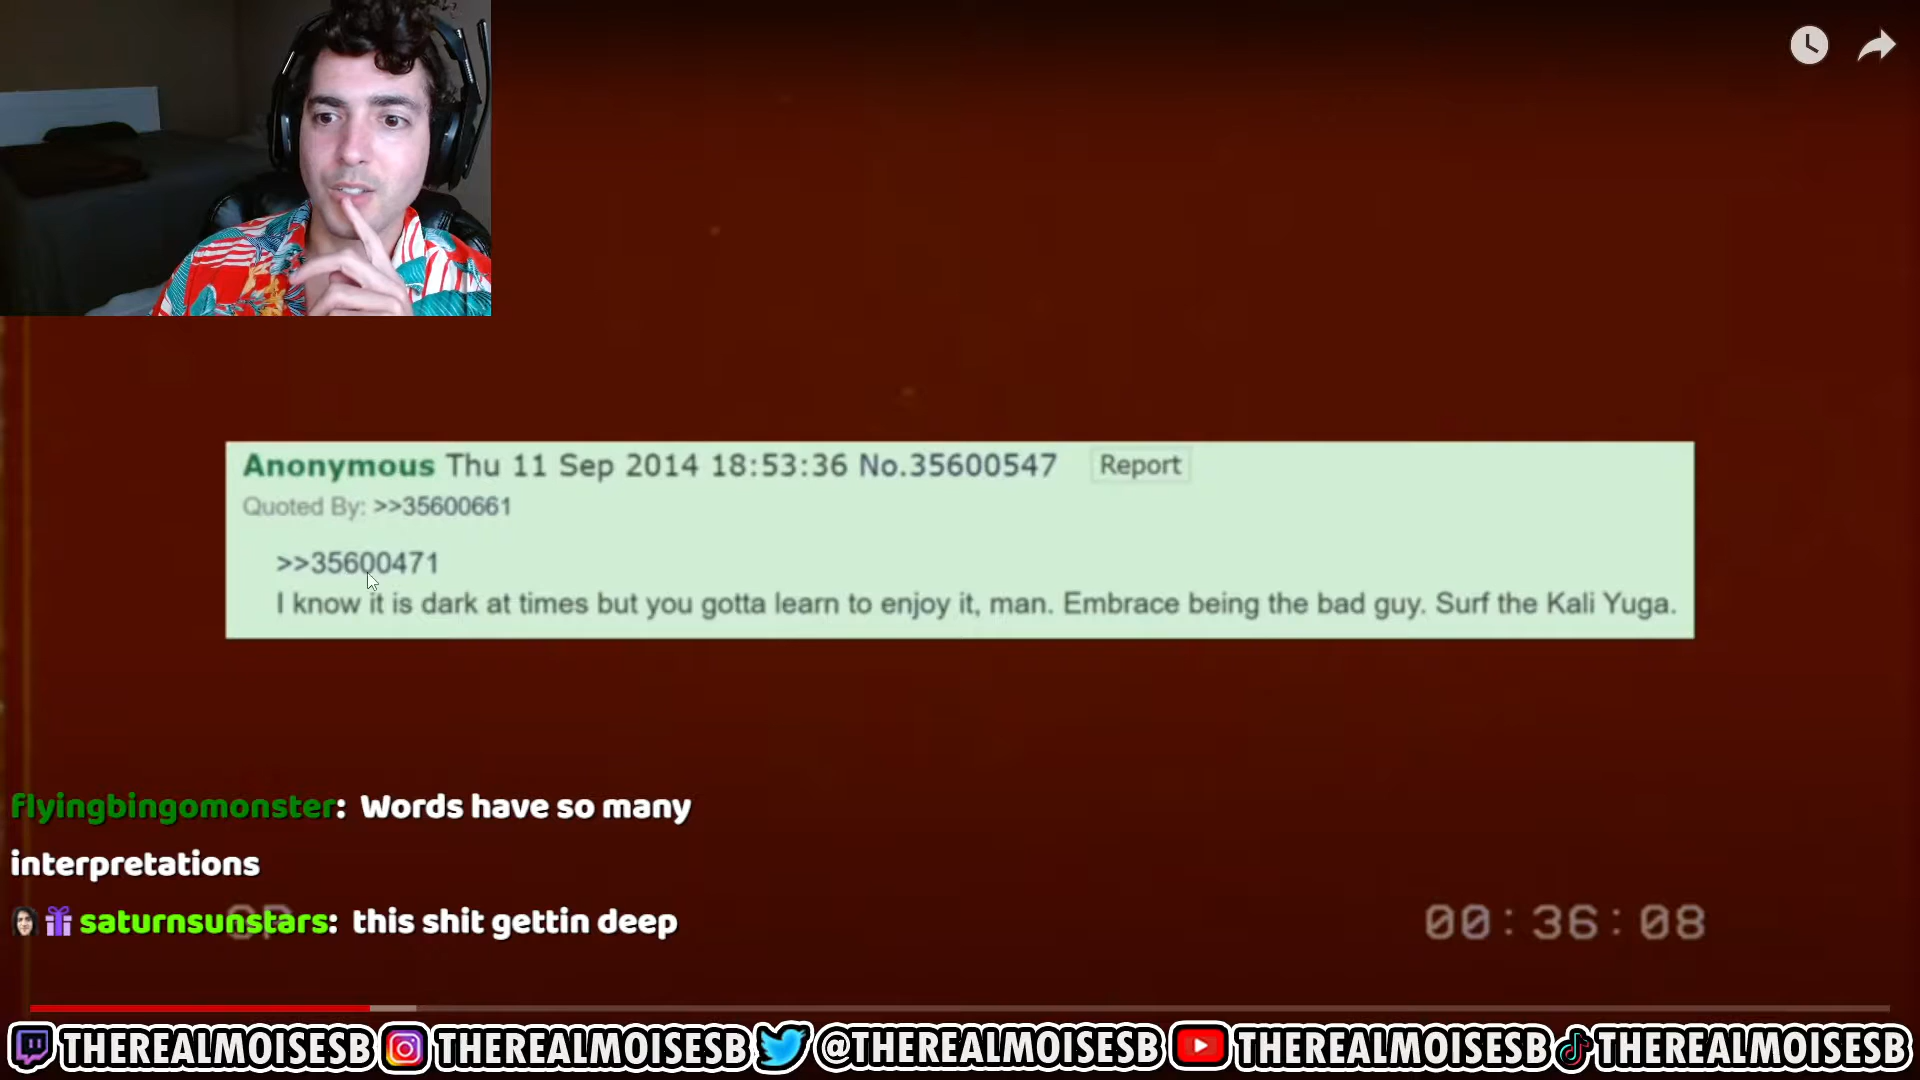 Anonymous Thu 11 Sep 2014 18:53:36 No.35600547 Report
Quoted By: >>35600661
>>35600471
I know it is dark at times but you gotta learn to enjoy it, man. Embrace being the bad guy. Surf the Kali Yuga.
flyingbingomonster: Words have so many
interpretations
saturnsunstars: this shit gettin deep
00:36:08
THEREALMOISESB THEREALMOISESB @THEREALMOISESB THEREALMOISESB THEREALMOISESB